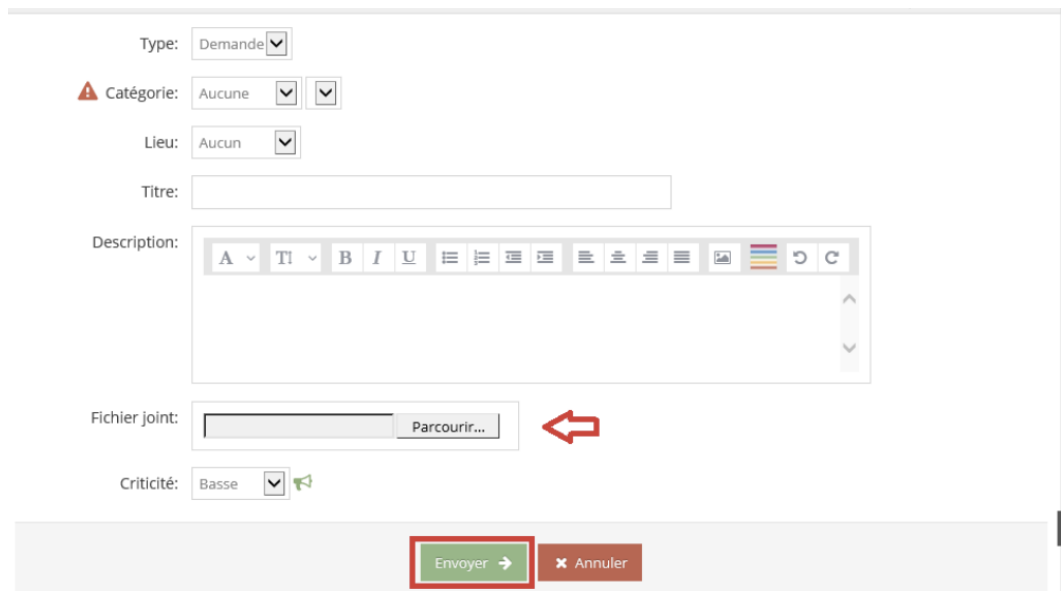 Type: Demande
Catégorie: Aucune
Lieu: Aucun
Titre:
Description:
A TI B I U
Fichier joint: Parcourir...
Criticité: Basse
Envoyer Annuler